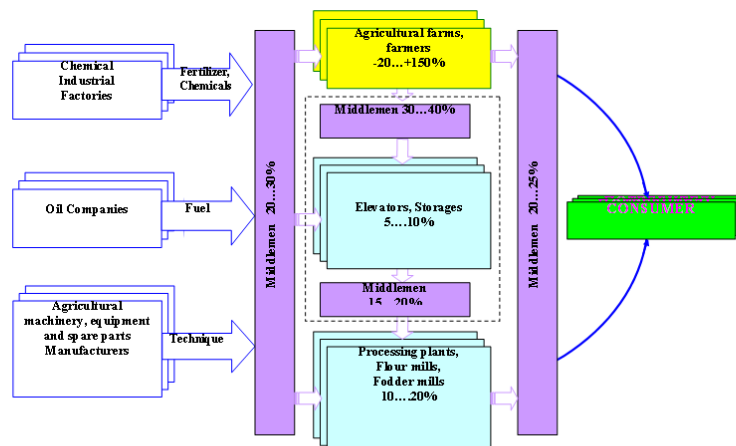 Chemical
Industrial
Factories
Fertilizer,
Chemicals
Oil Companies
Fuel
Agricultural
machinery, equipment
and spare parts
Manufacturers
Technique
Middlemen 20...30%
Agricultural farms,
farmers
-20...+150%
Middlemen 30...40%
Elevators, Storages
5....10%
Middlemen
15...20%
Processing plants,
Flour mills,
Fodder mills
10....20%
Middlemen 20...25%
CONSUMER